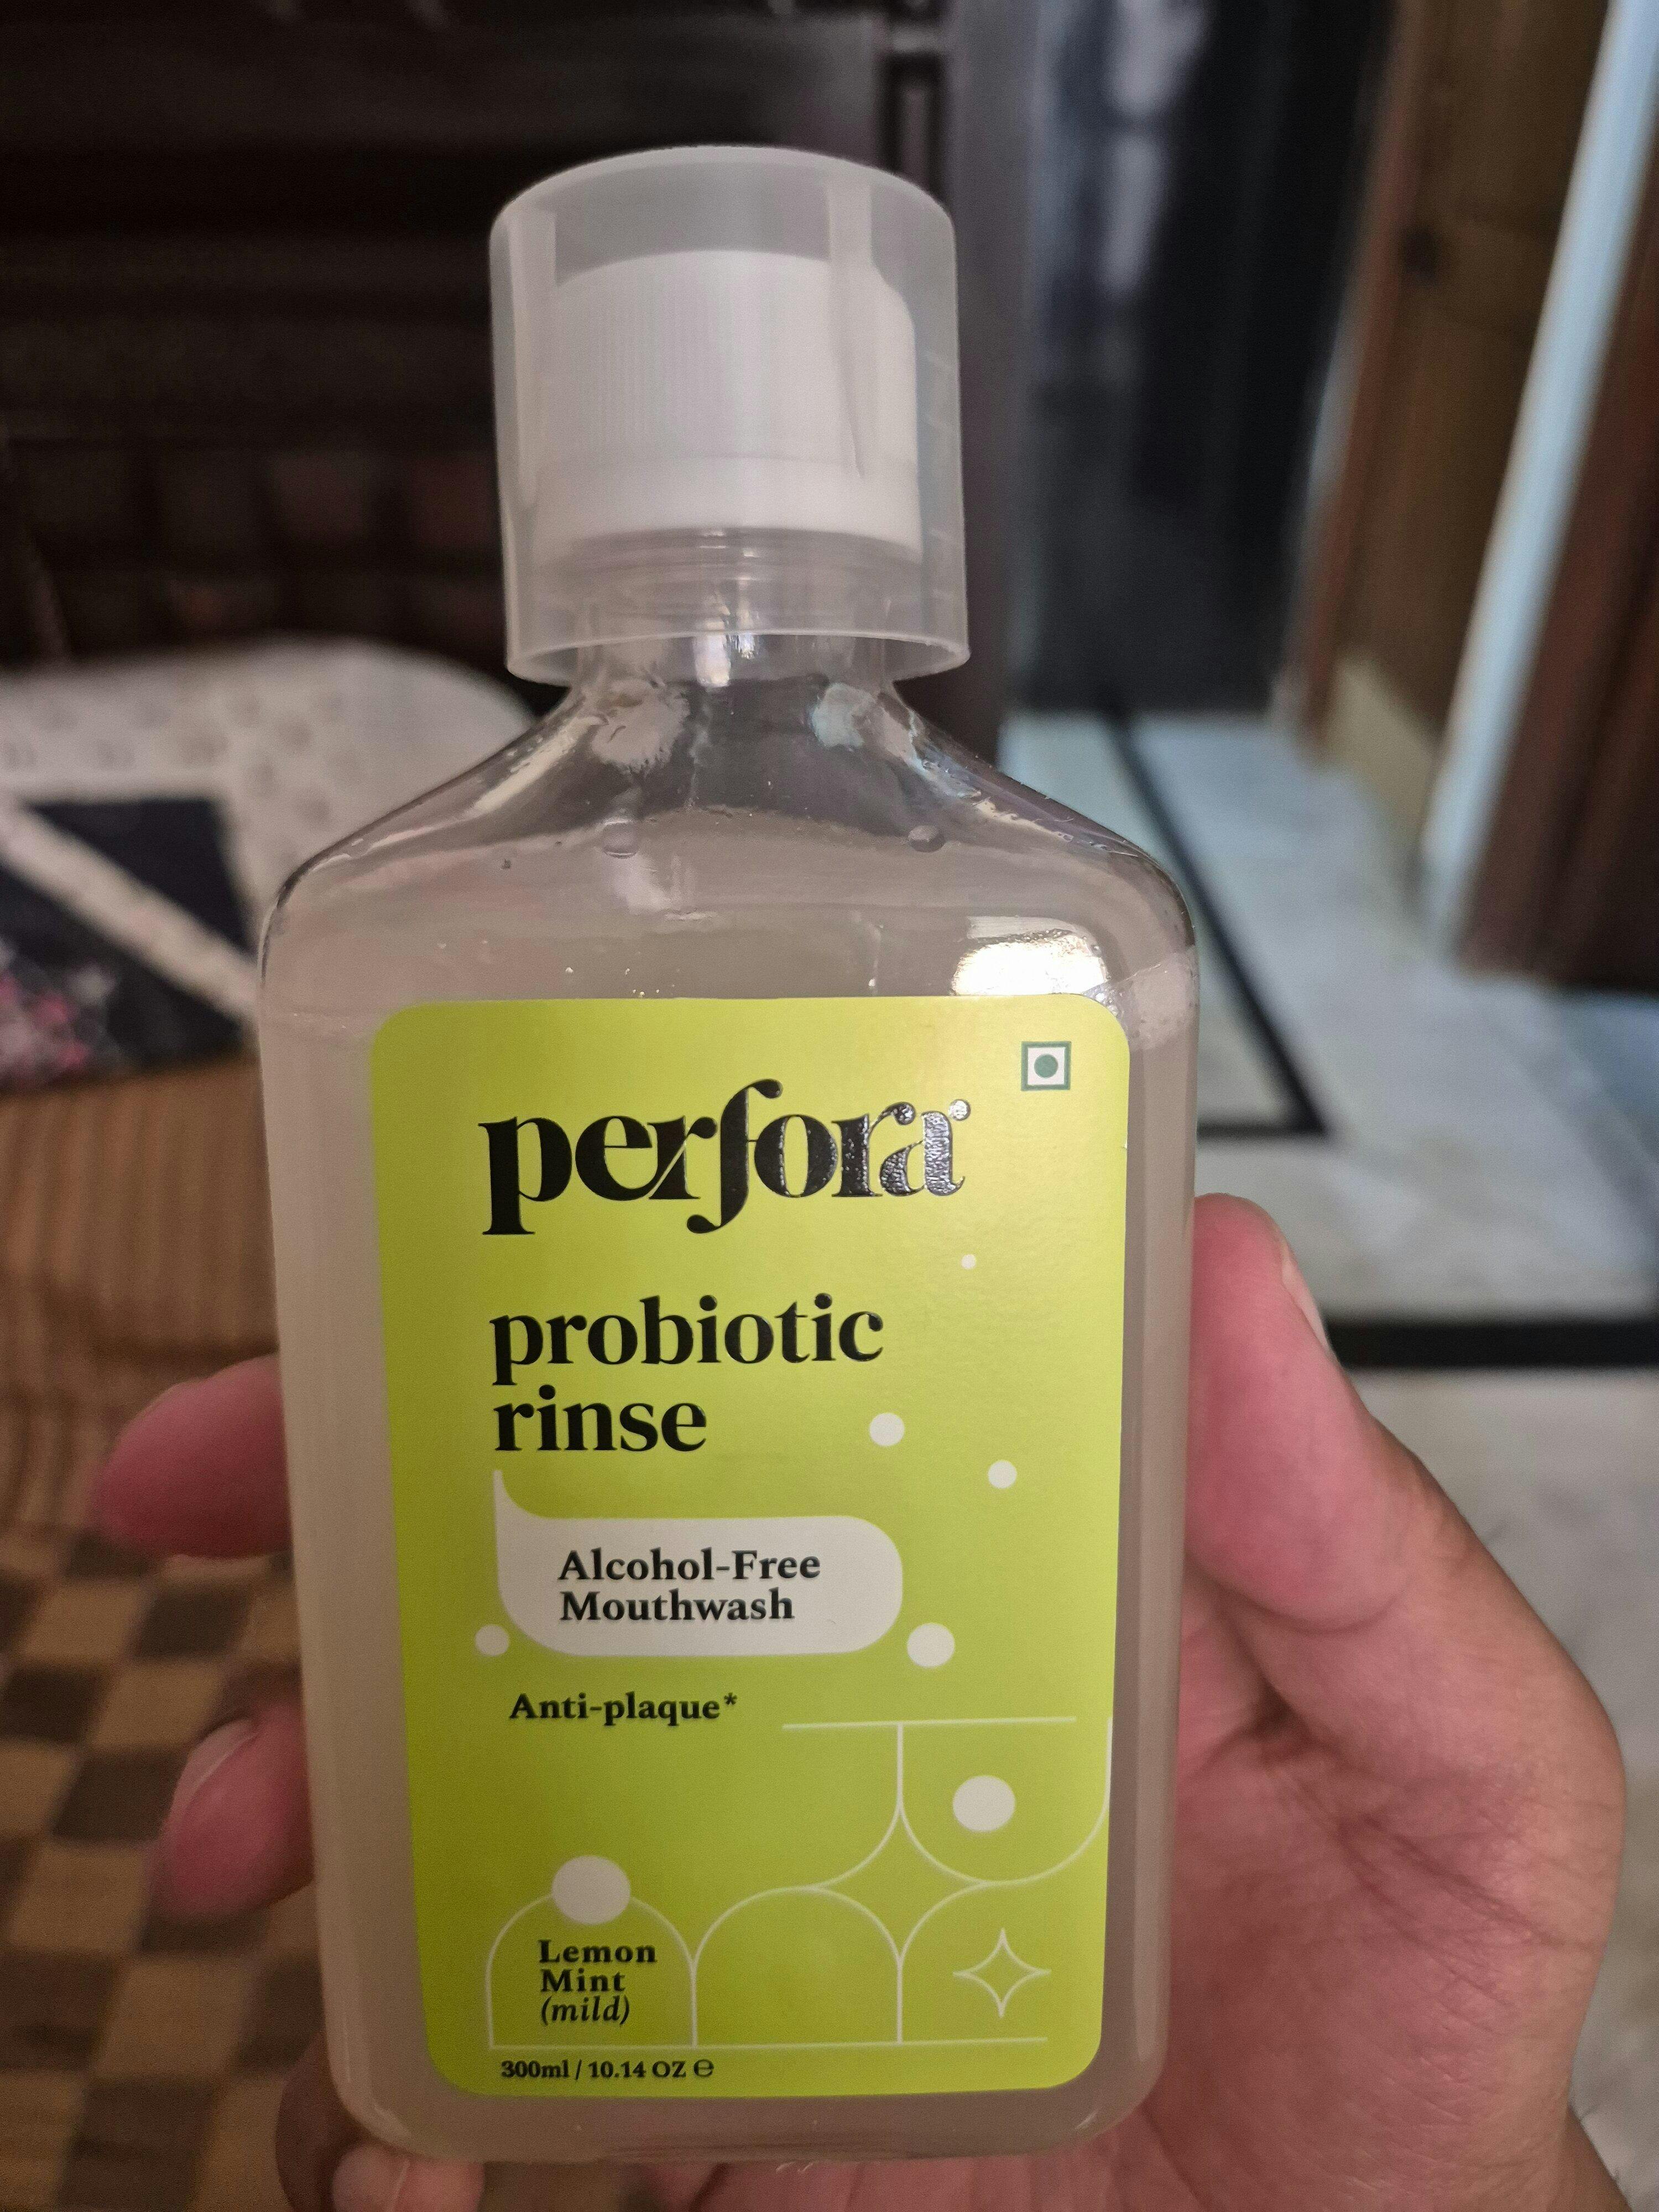 perfora
probiotic
rinse
Alcohol-Free
Mouthwash
Anti-plaque*
Lemon
Mint
(mild)
300ml / 10.14 OZ ℮